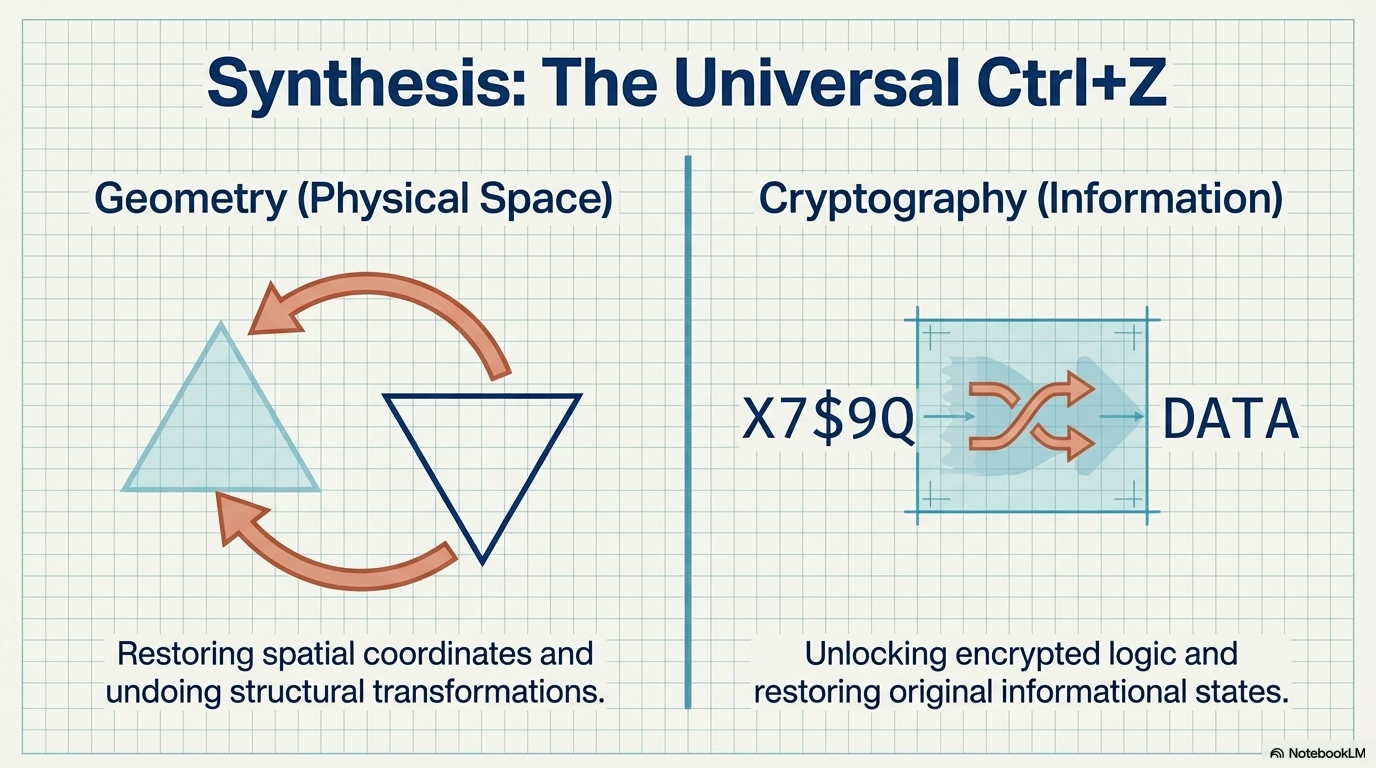 Synthesis: The Universal Ctrl+Z
Geometry (Physical Space)
Restoring spatial coordinates and
undoing structural transformations.
Cryptography (Information)
X7$9Q
DATA
Unlocking encrypted logic and
restoring original informational states.
NotebookLM